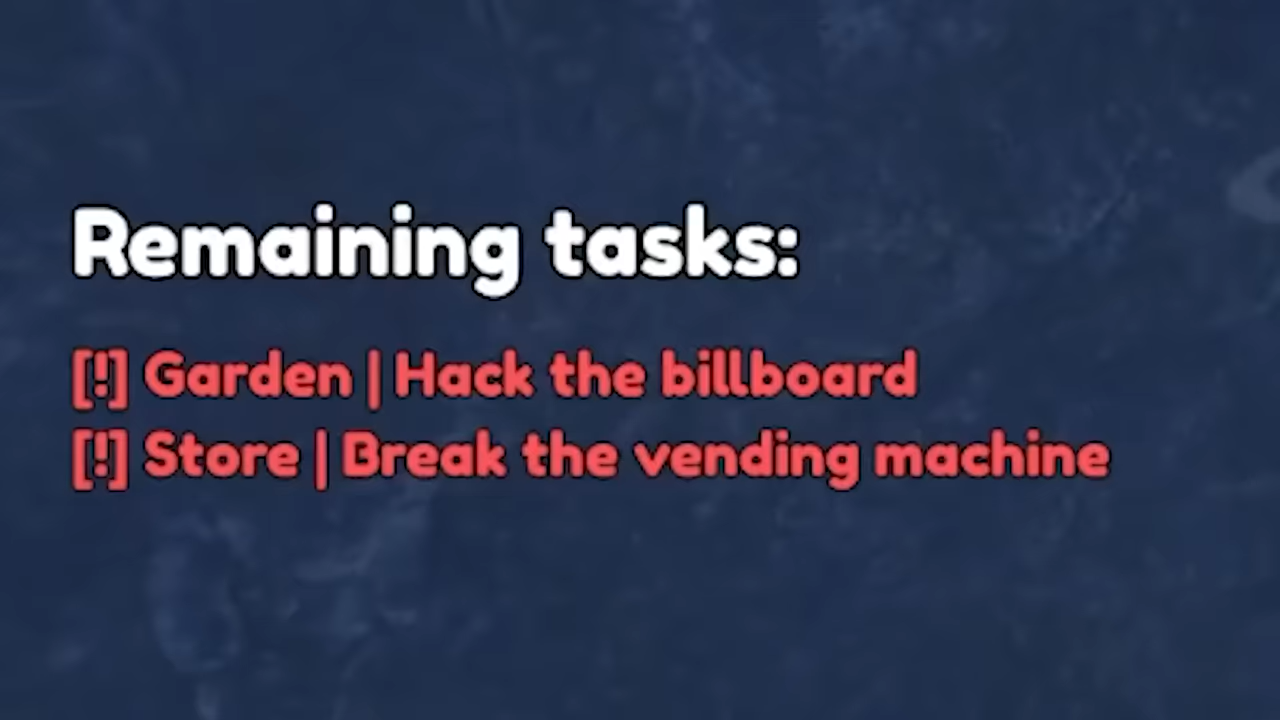 Remaining tasks:
[!] Garden | Hack the billboard
[!] Store | Break the vending machine